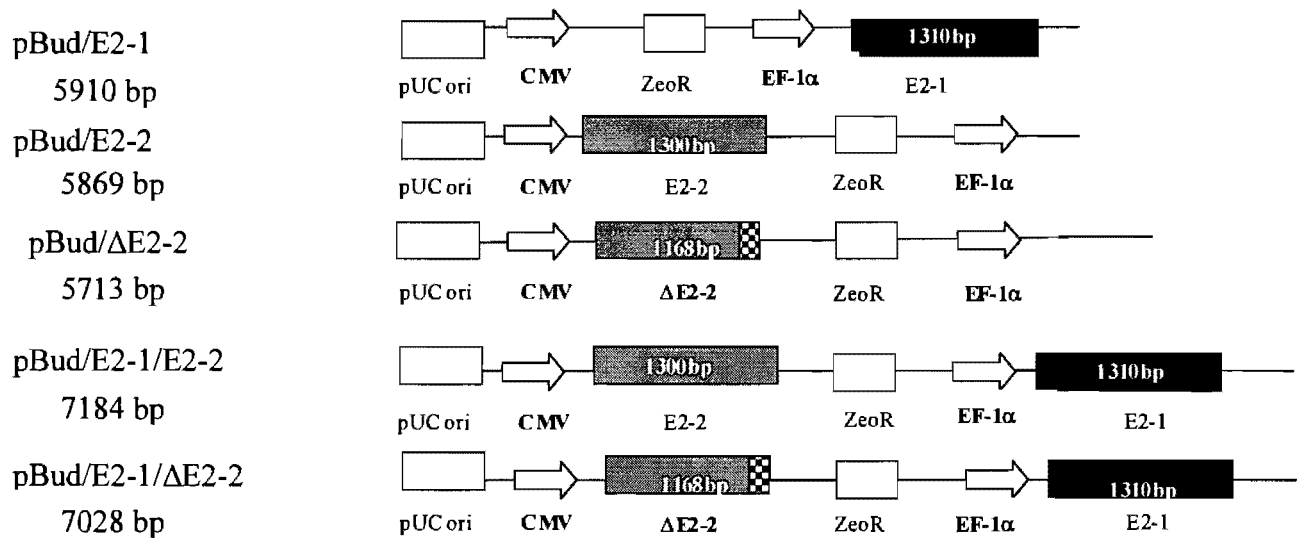 pBud/E2-1
5910 bp
1310bp
pUC ori CMV ZeoR EF-1α E2-1
pBud/E2-2
5869 bp
1300bp
pUC ori CMV E2-2 ZeoR EF-1α
pBud/ΔE2-2
5713 bp
1168bp
pUC ori CMV ΔE2-2 ZeoR EF-1α
pBud/E2-1/E2-2
7184 bp
1300bp 1310bp
pUC ori CMV E2-2 ZeoR EF-1α E2-1
pBud/E2-1/ΔE2-2
7028 bp
1168bp 1310bp
pUC ori CMV ΔE2-2 ZeoR EF-1α E2-1